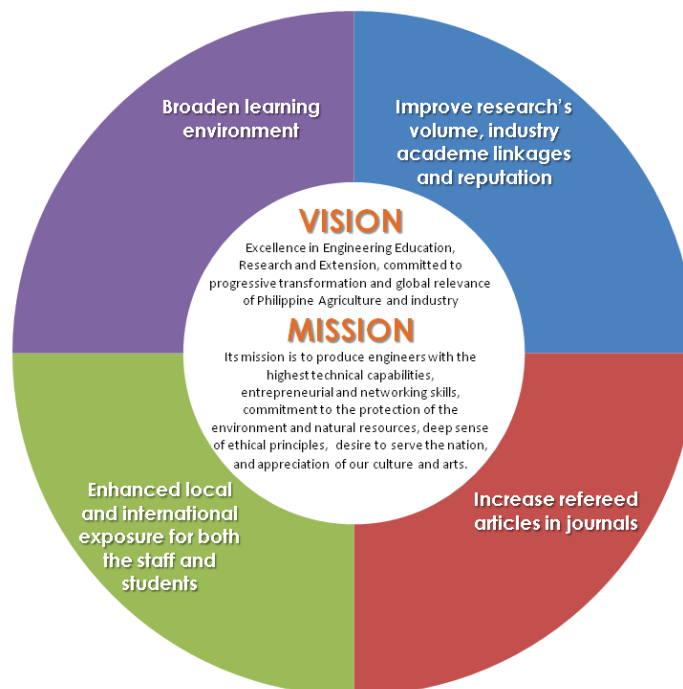 Broaden learning
environment
Improve research's
volume, industry
academe linkages
and reputation
VISION
Excellence in Engineering Education,
Research and Extension, committed to
progressive transformation and global relevance
of Philippine Agriculture and industry
MISSION
Its mission is to produce engineers with the
highest technical capabilities,
entrepreneurial and networking skills,
commitment to the protection of the
environment and natural resources, deep sense
of ethical principles, desire to serve the nation,
and appreciation of our culture and arts.
Enhanced local
and international
exposure for both
the staff and
students
Increase refereed
articles in journals